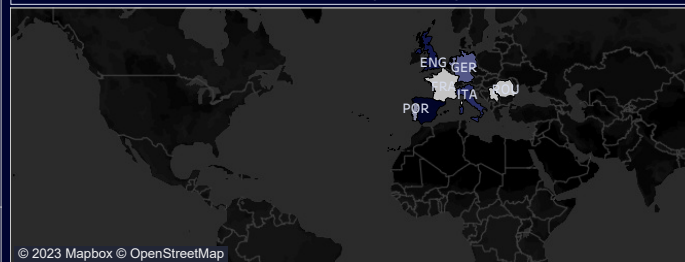 ENG
GER
FRA
ITA
ROU
POR
© 2023 Mapbox © OpenStreetMap